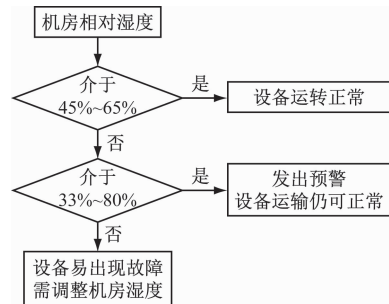 机房相对湿度
介于
45%~65%
是
设备运转正常
否
介于
33%~80%
是
发出预警
设备运输仍可正常
否
设备易出现故障
需调整机房湿度